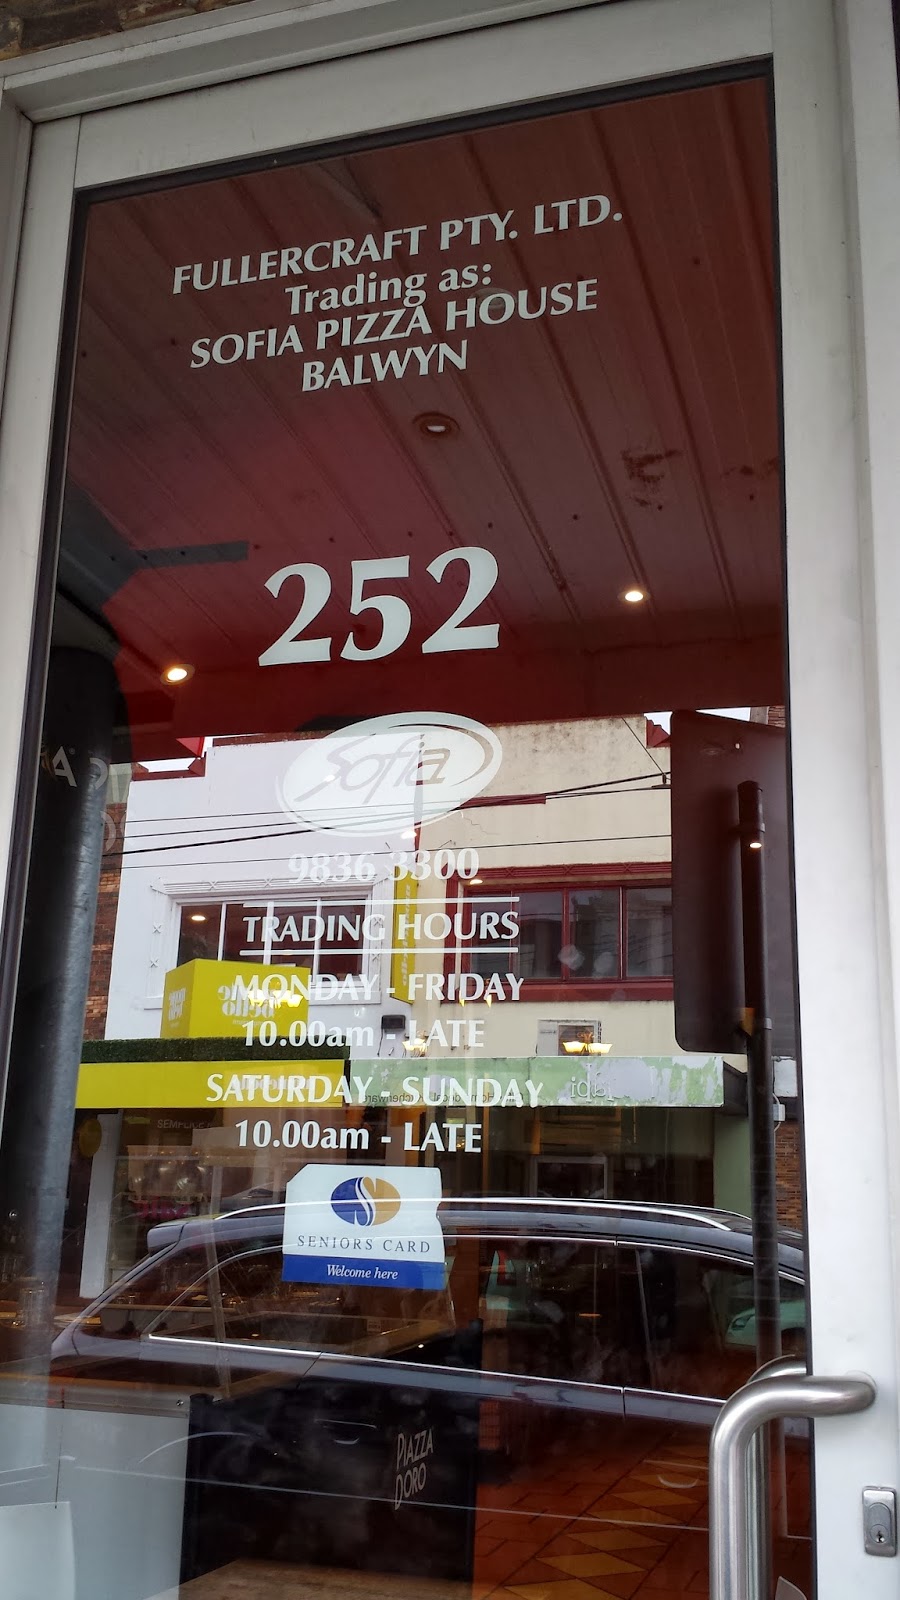 FULLERCRAFT PTY. LTD.
Trading as:
SOFIA PIZZA HOUSE
BALWYN
252
Sofia
9836 3300
TRADING HOURS
MONDAY - FRIDAY
10.00am - LATE
SATURDAY - SUNDAY
10.00am - LATE
SENIORS CARD
Welcome here
PIAZZA
D'ORO